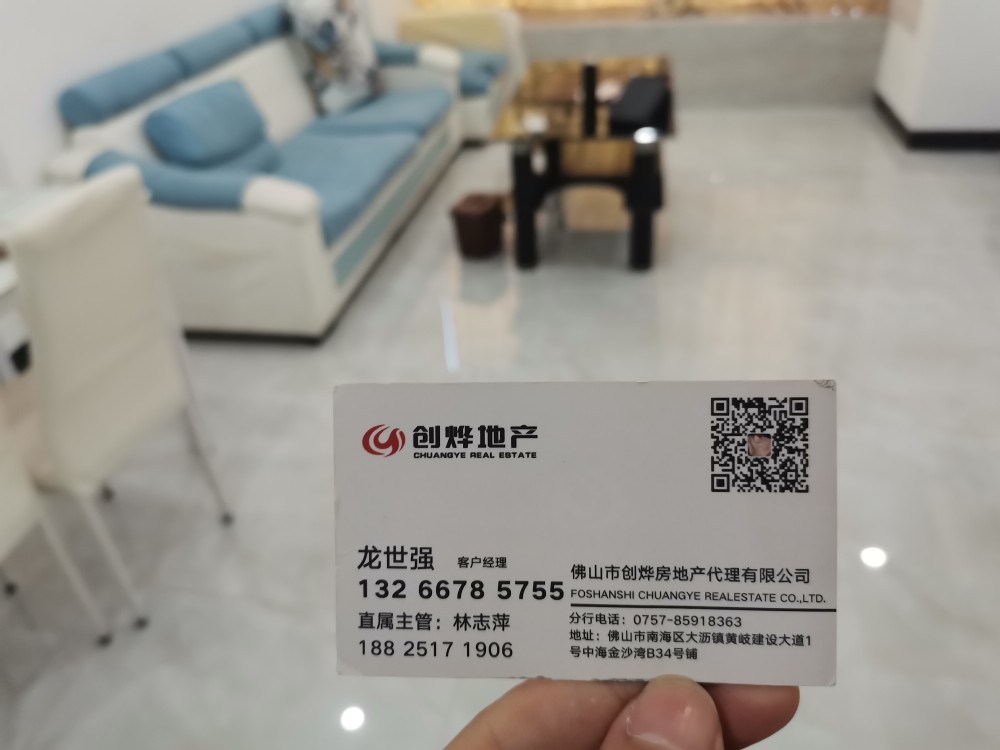 创烨地产
CHUANGYE REAL ESTATE
龙世强 客户经理
132 6678 5755
直属主管：林志萍
188 2517 1906
佛山市创烨房地产代理有限公司
FOSHANSHI CHUANGYE REALESTATE CO.,LTD.
分行电话：0757-85918363
地址：佛山市南海区大沥镇黄岐建设大道1
号中海金沙湾B34号铺